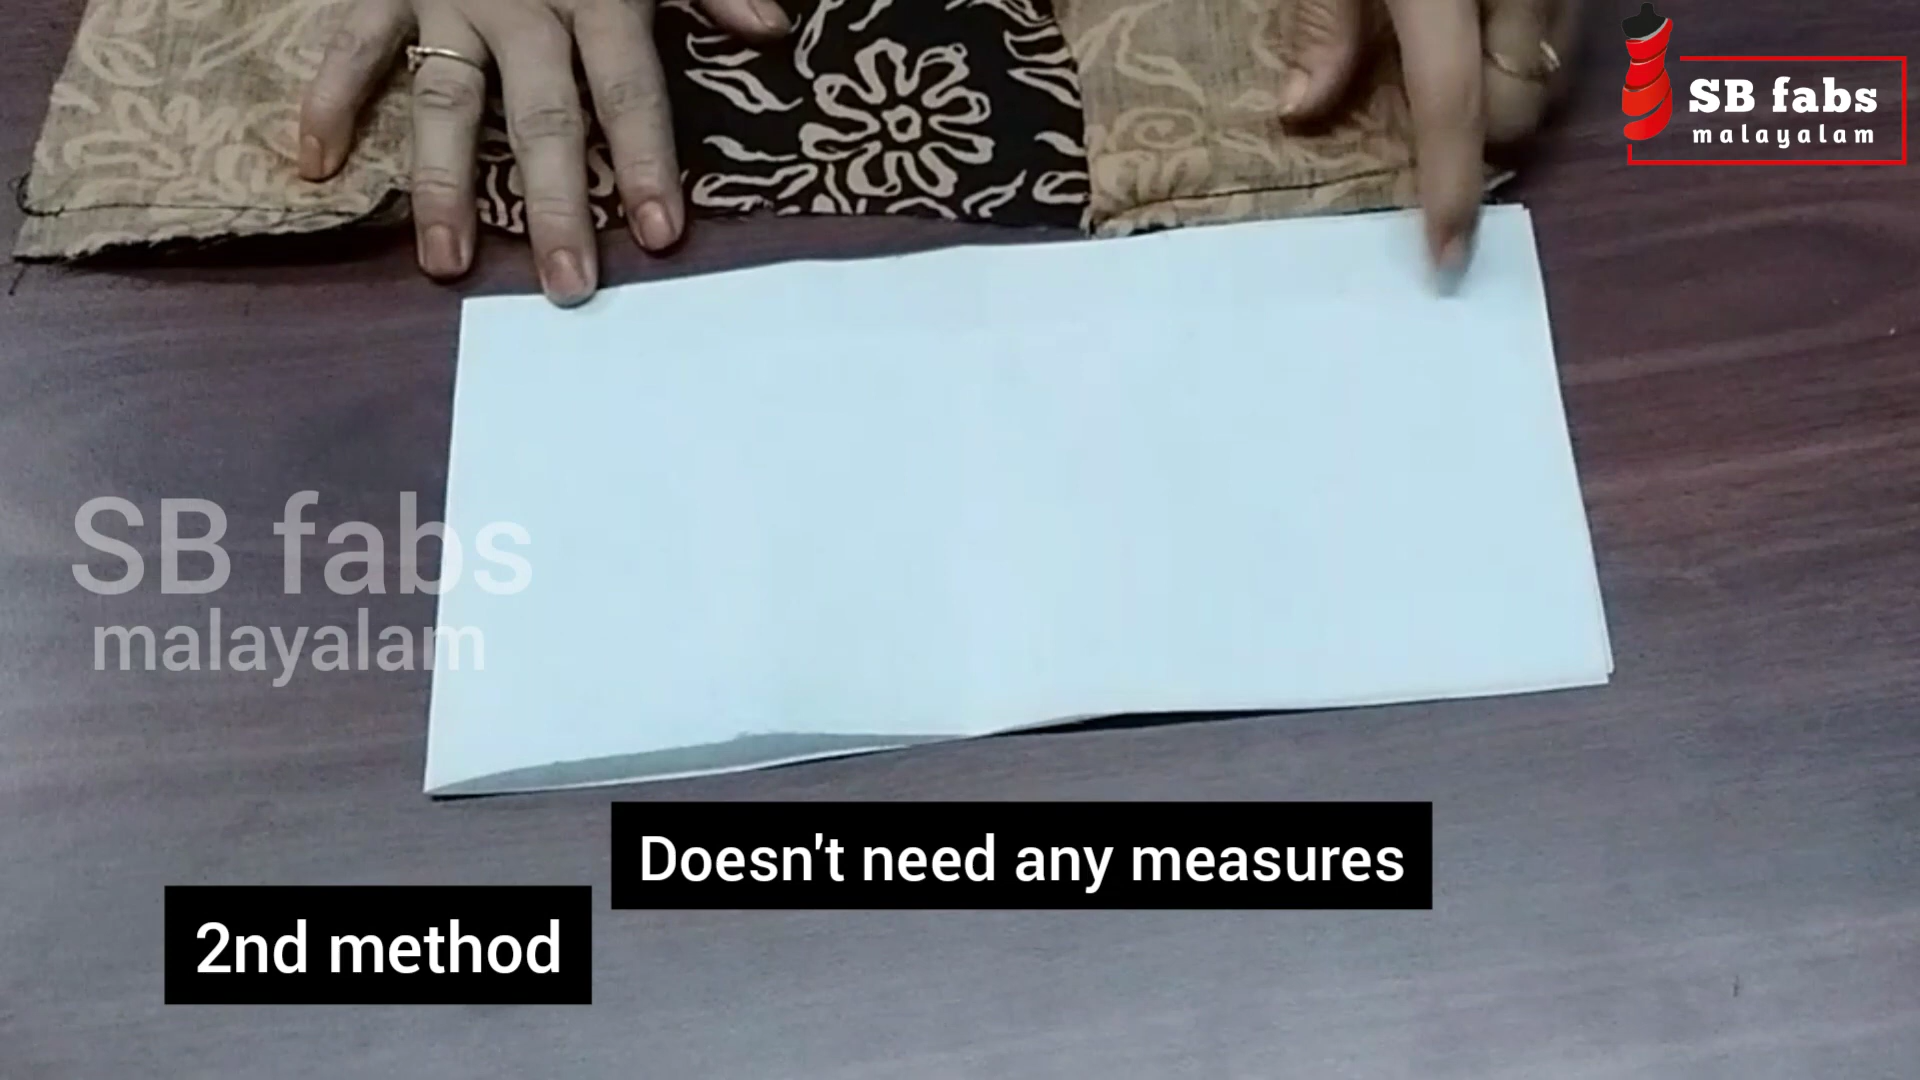 SB fabs
malayalam
SB fabs
malayalam
Doesn't need any measures
2nd method